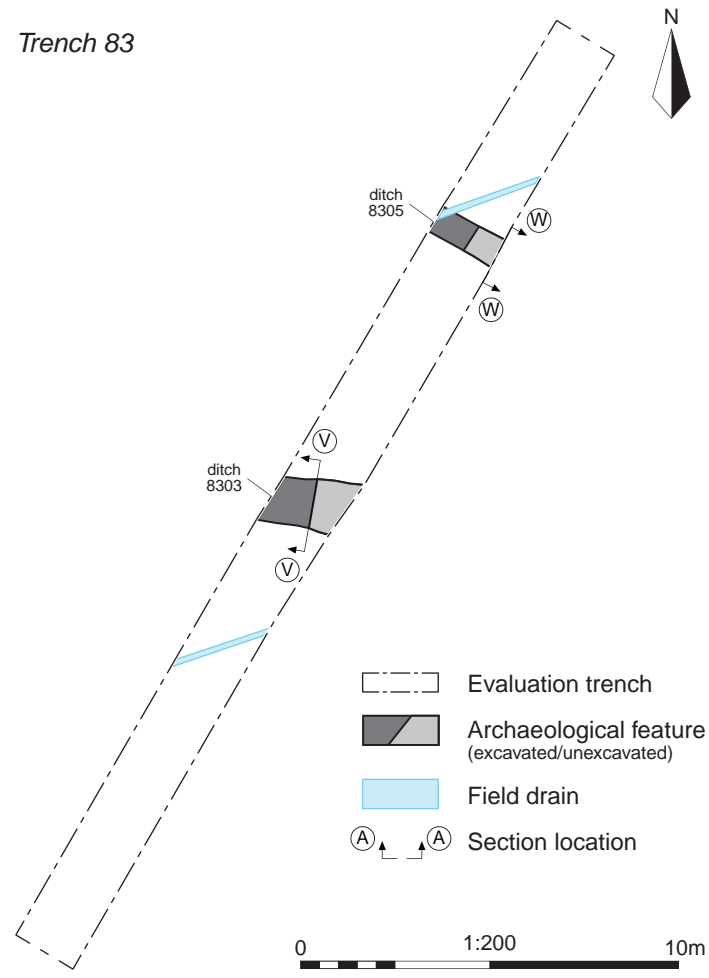 Trench 83
N
ditch
8305
W
W
V
ditch
8303
V
Evaluation trench
Archaeological feature
(excavated/unexcavated)
Field drain
A A Section location
0 1:200 10m